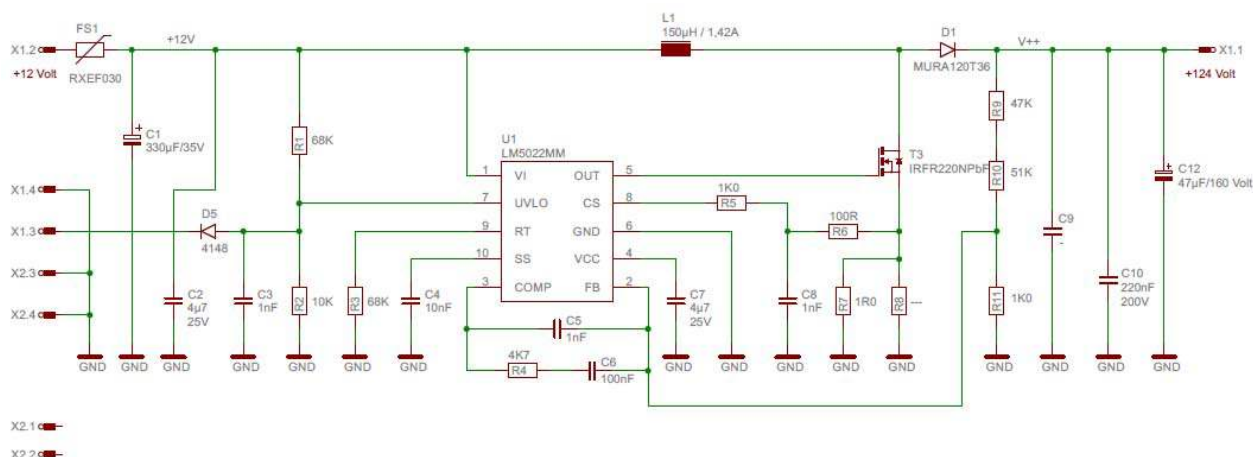 FS1
X1.2
+12 Volt
RXEF030
+12V
L1
150µH / 1,42A
D1
MURA120T36
V++
X1.1
+124 Volt
C1
330µF/35V
R1
68K
U1
LM5022MM
1 VI OUT 5
7 UVLO CS 8
9 RT GND 6
10 SS VCC 4
3 COMP FB 2
T3
IRFR220NPbF
R9
47K
R10
51K
C12
47µF/160 Volt
X1.4
X1.3
X2.3
X2.4
D5
4148
1K0
R5
100R
R6
C9
-
C2
4µ7
25V
C3
1nF
R2
10K
R3
68K
C4
10nF
C5
1nF
4K7
R4
C6
100nF
C7
4µ7
25V
C8
1nF
R7
1R0
R8
---
R11
1K0
C10
220nF
200V
GND GND GND GND GND GND GND GND GND GND GND GND GND GND GND GND
X2.1
X2.2